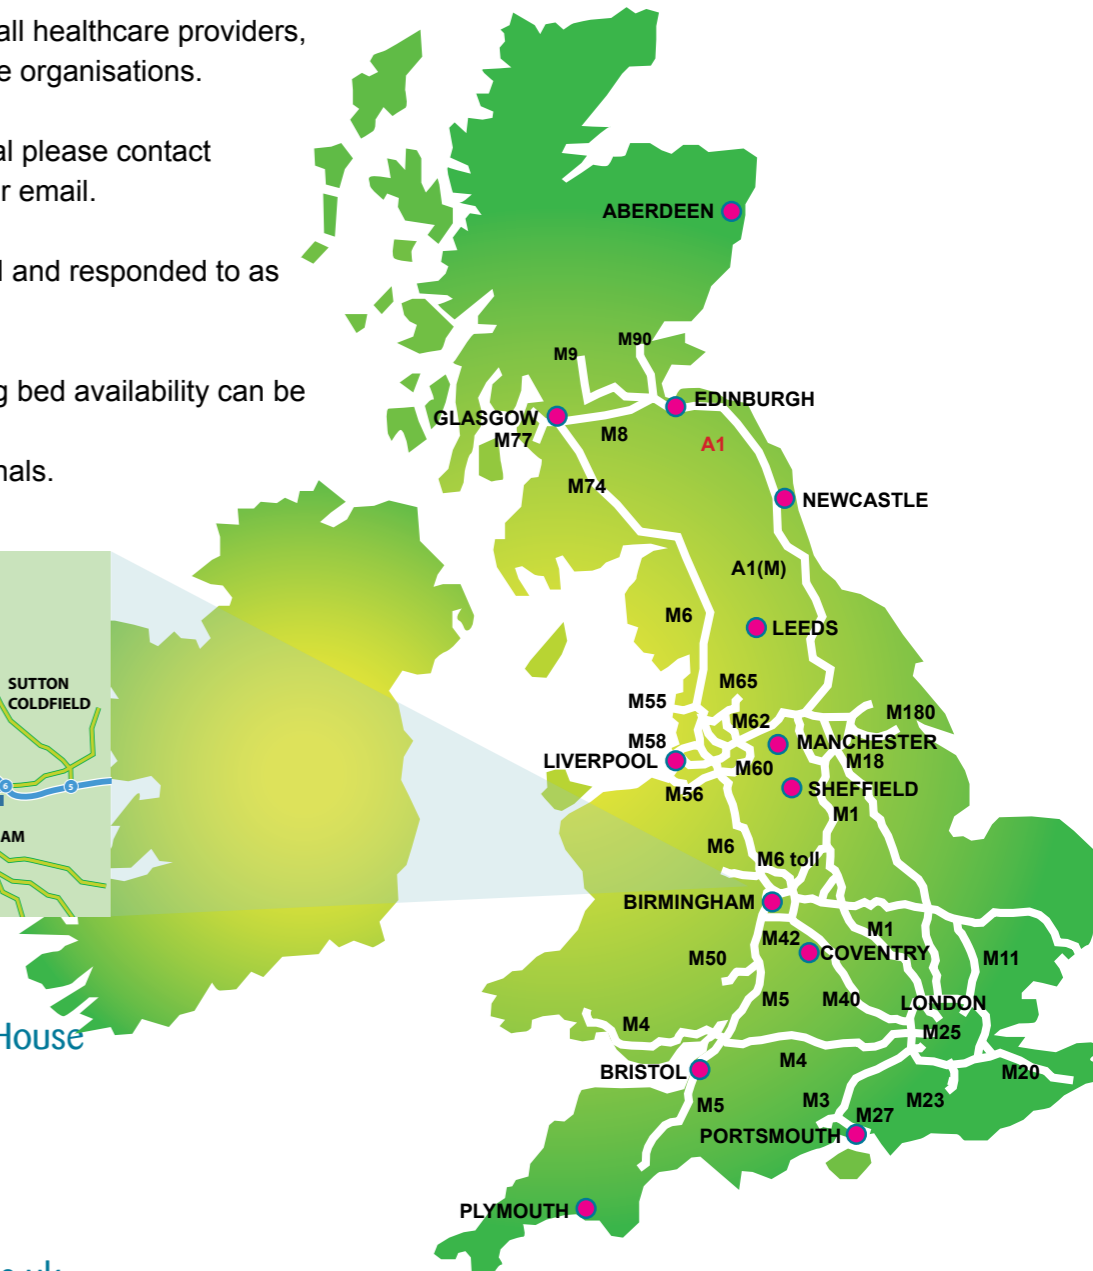 all healthcare providers,
e organisations.
al please contact
r email.
d and responded to as
g bed availability can be
nals.
SUTTON
COLDFIELD
6
5
AM
House
ABERDEEN
M90
M9
EDINBURGH
GLASGOW
M8
M77
A1
M74
NEWCASTLE
A1(M)
M6
LEEDS
M65
M55
M180
M62
M58
MANCHESTER
LIVERPOOL
M18
M60
SHEFFIELD
M56
M1
M6
M6 toll
BIRMINGHAM
M1
M42
COVENTRY
M50
M11
M5
M40
LONDON
M4
M25
M4
BRISTOL
M20
M5
M3
M23
M27
PORTSMOUTH
PLYMOUTH